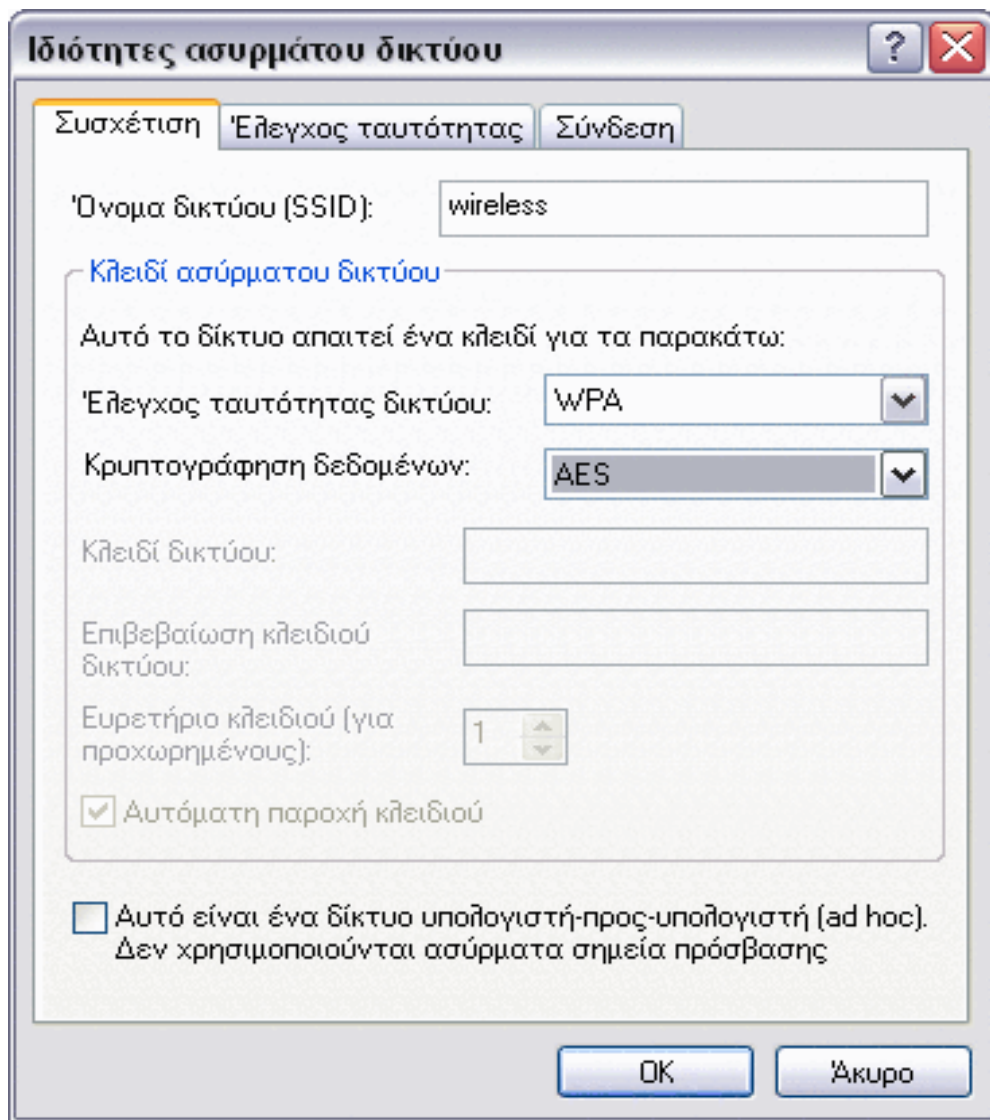 Ιδιότητες ασυρμάτου δικτύου
Συσχέτιση Έλεγχος ταυτότητας Σύνδεση
Όνομα δικτύου (SSID): wireless
Κλειδί ασύρματου δικτύου
Αυτό το δίκτυο απαιτεί ένα κλειδί για τα παρακάτω:
Έλεγχος ταυτότητας δικτύου: WPA
Κρυπτογράφηση δεδομένων: AES
Κλειδί δικτύου:
Επιβεβαίωση κλειδιού
δικτύου:
Ευρετήριο κλειδιού (για
προχωρημένους): 1
Αυτόματη παροχή κλειδιού
Αυτό είναι ένα δίκτυο υπολογιστή-προς-υπολογιστή (ad hoc).
Δεν χρησιμοποιούνται ασύρματα σημεία πρόσβασης
OK Άκυρο